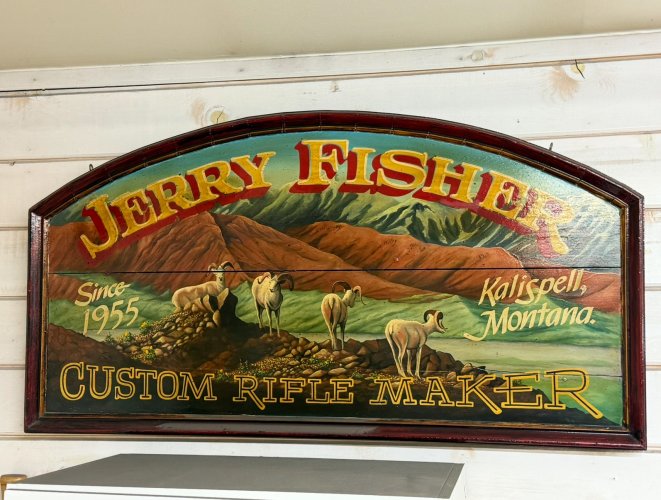 JERRY FISHER
Since
1955
Kalispell,
Montana.
CUSTOM RIFLE MAKER